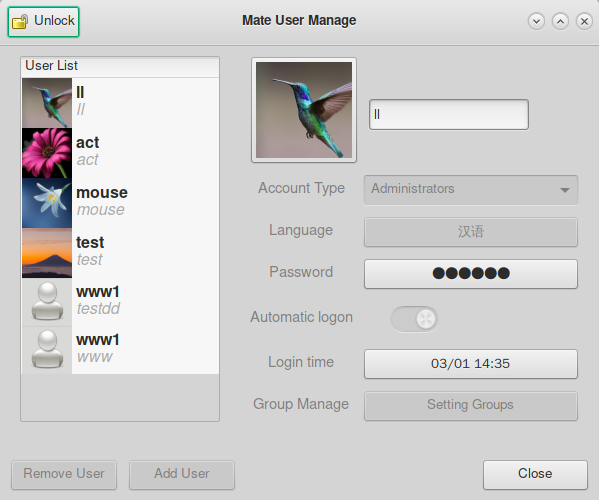 Unlock
Mate User Manage
User List
ll
ll
act
act
mouse
mouse
test
test
www1
testdd
www1
www
ll
Account Type
Administrators
Language
汉语
Password
●●●●●●
Automatic logon
Login time
03/01 14:35
Group Manage
Setting Groups
Remove User
Add User
Close